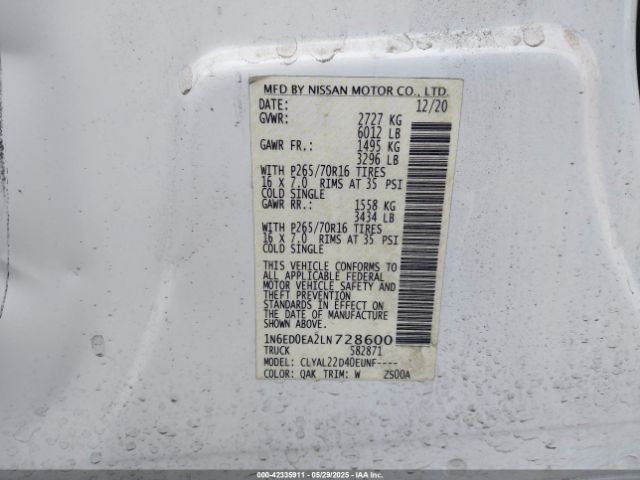 MFD BY NISSAN MOTOR CO., LTD.
DATE: 12/20
GVWR: 2727 KG
6012 LB
GAWR FR.: 1495 KG
3296 LB
WITH P265/70R16 TIRES
16 X 7.0 RIMS AT 35 PSI
COLD SINGLE
GAWR RR.: 1558 KG
3434 LB
WITH P265/70R16 TIRES
16 X 7.0 RIMS AT 35 PSI
COLD SINGLE
THIS VEHICLE CONFORMS TO
ALL APPLICABLE FEDERAL
MOTOR VEHICLE SAFETY AND
THEFT PREVENTION
STANDARDS IN EFFECT ON
THE DATE OF MANUFACTURE
SHOWN ABOVE.
1N6ED0EA2LN728600
TRUCK 582871
MODEL: CLYAL22D40EUNF----
COLOR: QAK TRIM: W ZS00A
000-42335911 - 05/29/2025 - IAAI Copyright